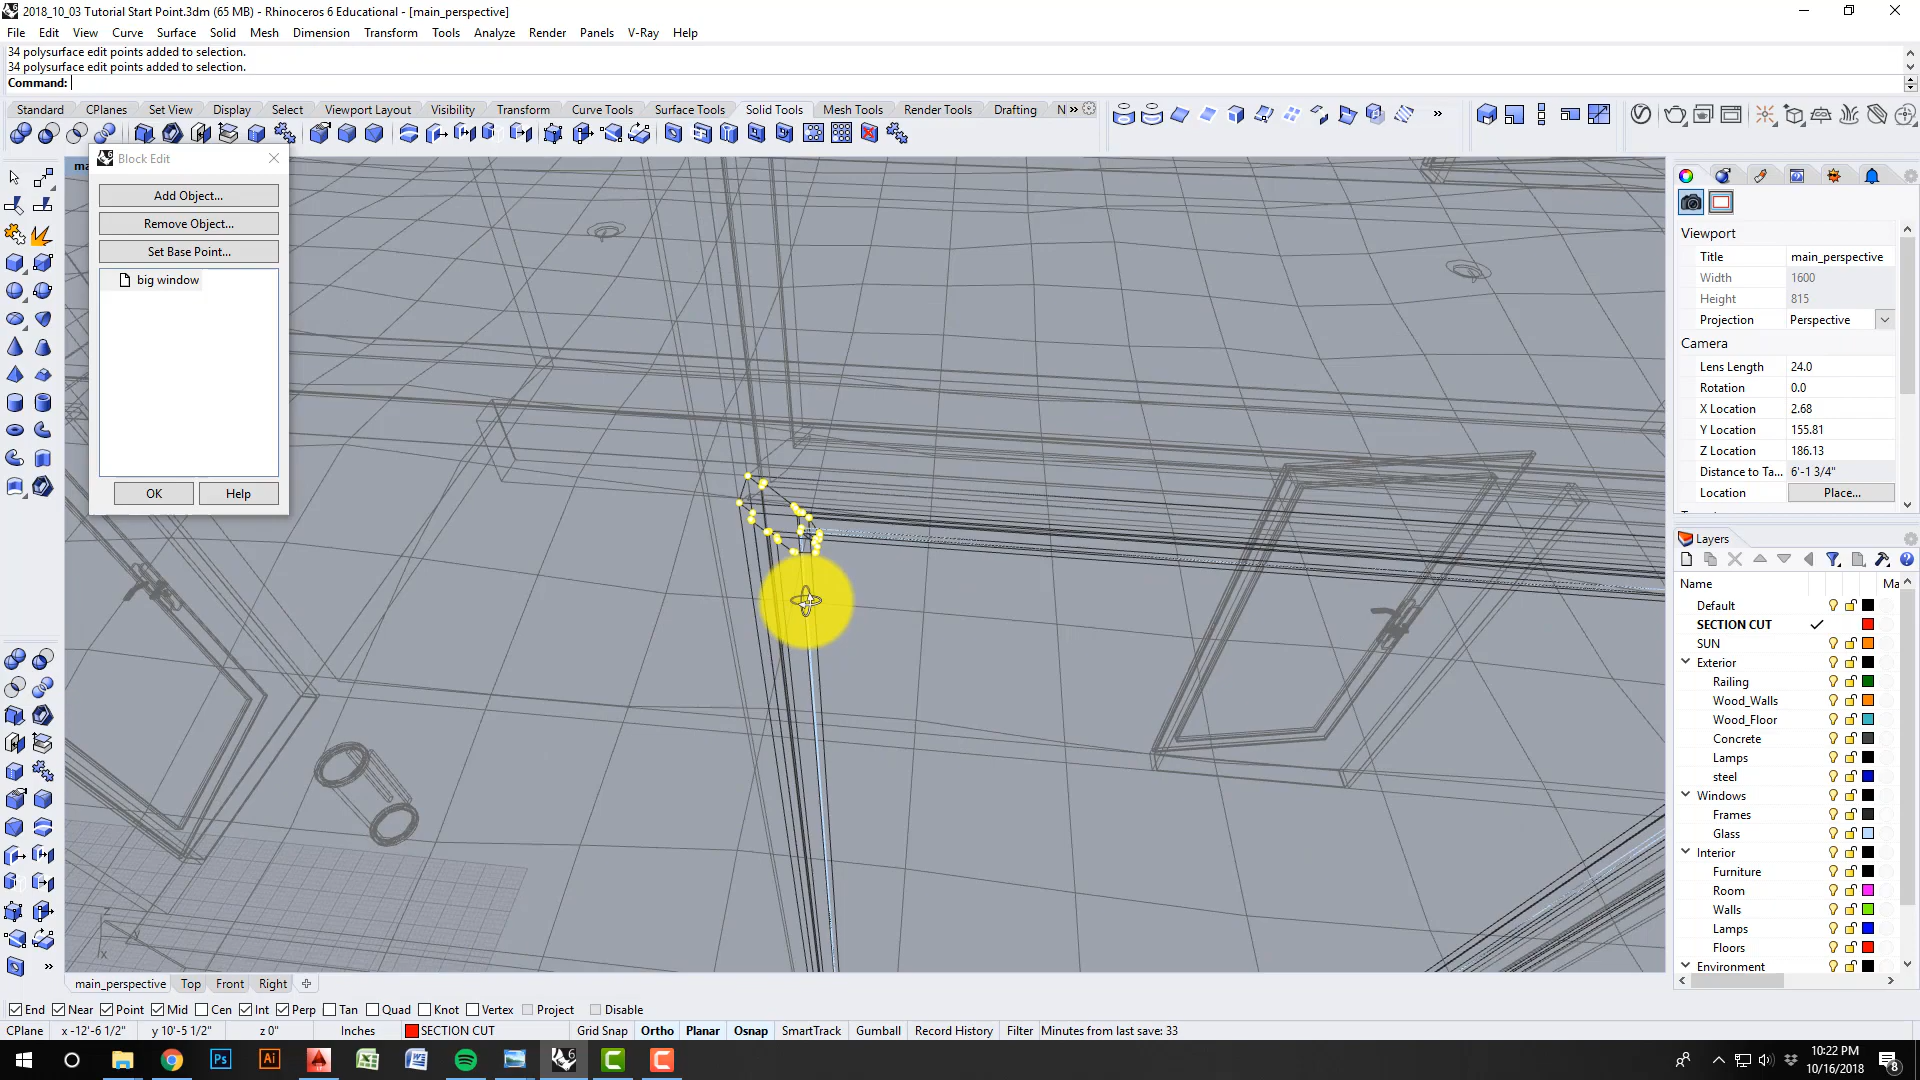 2018_10_03 Tutorial Start Point.3dm (65 MB) - Rhinoceros 6 Educational - [main_perspective]
File Edit View Curve Surface Solid Mesh Dimension Transform Tools Analyze Render Panels V-Ray Help
34 polysurface edit points added to selection.
34 polysurface edit points added to selection.
Command:
Standard CPlanes Set View Display Select Viewport Layout Visibility Transform Curve Tools Surface Tools Solid Tools Mesh Tools Render Tools Drafting N »
Block Edit
Add Object...
Remove Object...
Set Base Point...
big window
OK Help
Viewport
Title main_perspective
Width 1600
Height 815
Projection Perspective
Camera
Lens Length 24.0
Rotation 0.0
X Location 2.68
Y Location 155.81
Z Location 186.13
Distance to Ta... 6'-1 3/4"
Location Place...
Layers
Name Ma
Default
SECTION CUT
SUN
Exterior
Railing
Wood_Walls
Wood_Floor
Concrete
Lamps
steel
Windows
Frames
Glass
Interior
Furniture
Room
Walls
Lamps
Floors
Environment
main_perspective Top Front Right
End Near Point Mid Cen Int Perp Tan Quad Knot Vertex Project Disable
CPlane x -12'-6 1/2" y 10'-5 1/2" z 0" Inches SECTION CUT Grid Snap Ortho Planar Osnap SmartTrack Gumball Record History Filter Minutes from last save: 33
10:22 PM
10/16/2018
8